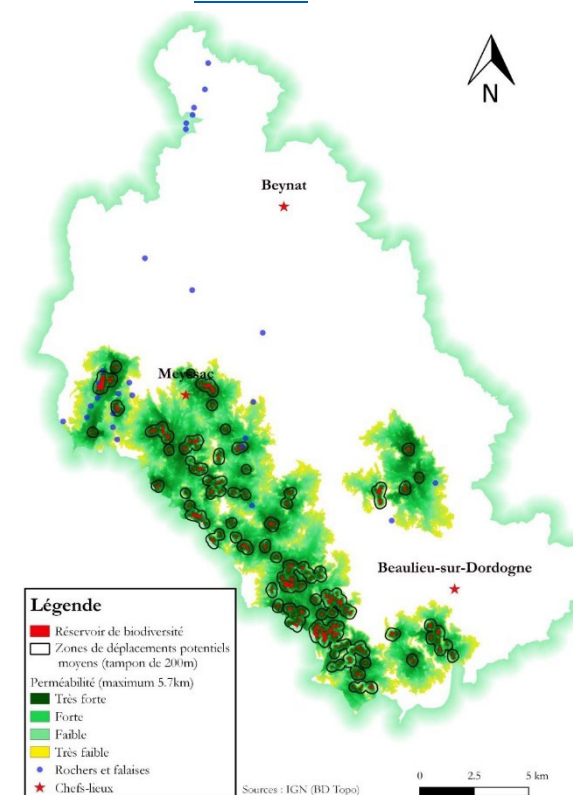 N
Beynat
Meyssac
Beaulieu-sur-Dordogne
Légende
Réservoir de biodiversité
Zones de déplacements potentiels
moyens (tampon de 200m)
Perméabilité (maximum 5.7km)
Très forte
Forte
Faible
Très faible
Rochers et falaises
Chefs-lieux
Sources : IGN (BD Topo)
0 2.5 5 km